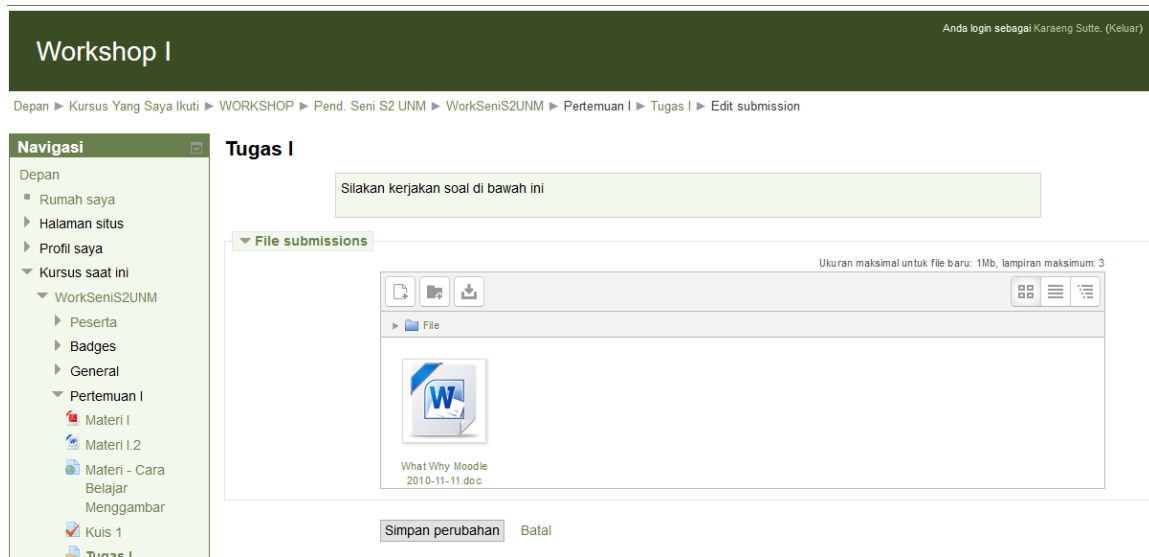 Anda login sebagai Karaeng Sutte. (Keluar)
Workshop I
Depan ► Kursus Yang Saya Ikuti ► WORKSHOP ► Pend. Seni S2 UNM ► WorkSeniS2UNM ► Pertemuan I ► Tugas I ► Edit submission
Navigasi
Depan
Rumah saya
Halaman situs
Profil saya
Kursus saat ini
WorkSeniS2UNM
Peserta
Badges
General
Pertemuan I
Materi I
Materi I.2
Materi - Cara
Belajar
Menggambar
Kuis 1
Tugas I
Tugas I
Silakan kerjakan soal di bawah ini
File submissions
Ukuran maksimal untuk file baru: 1Mb, lampiran maksimum: 3
File
W
What Why Moodle
2010-11-11.doc
Simpan perubahan
Batal